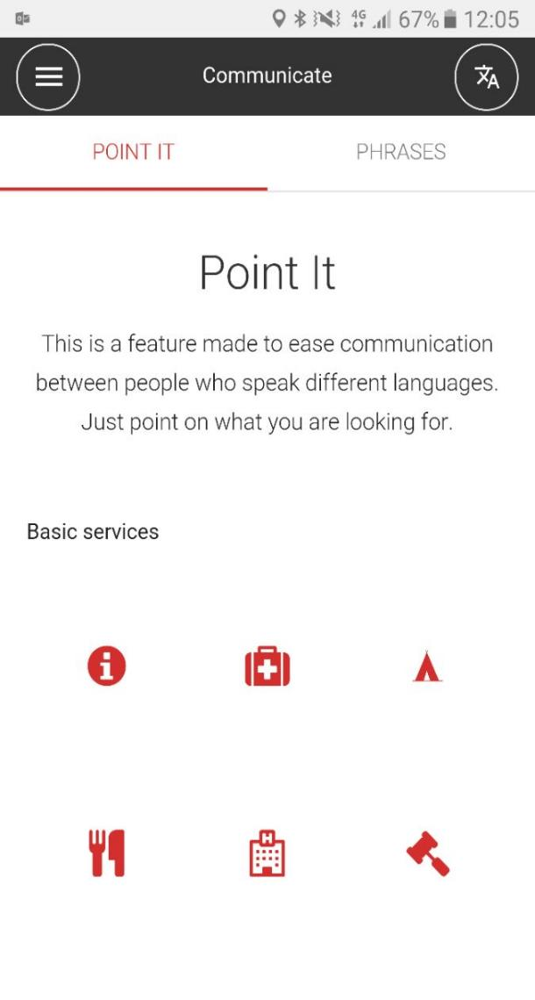 4G 67% 12:05
Communicate
POINT IT PHRASES
Point It
This is a feature made to ease communication
between people who speak different languages.
Just point on what you are looking for.
Basic services